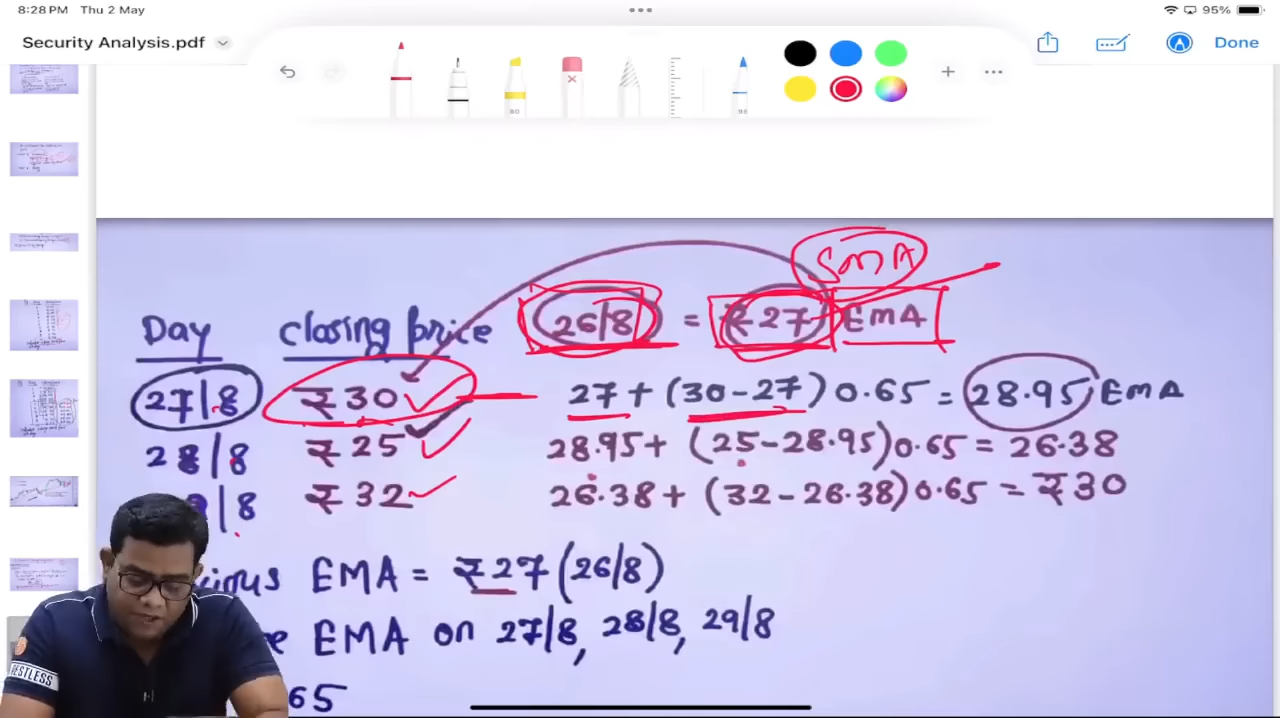 8:28 PM Thu 2 May
95%
Security Analysis.pdf
Done
80
98
SMA
Day closing price 26/8 = ₹27 EMA
27/8 ₹30 27 + (30-27) 0.65 = 28.95 EMA
28/8 ₹25 28.95 + (25-28.95) 0.65 = 26.38
/8 ₹32 26.38 + (32-26.38) 0.65 = ₹30
EMA = ₹27 (26/8)
EMA on 27/8, 28/8, 29/8
65
RESTLESS